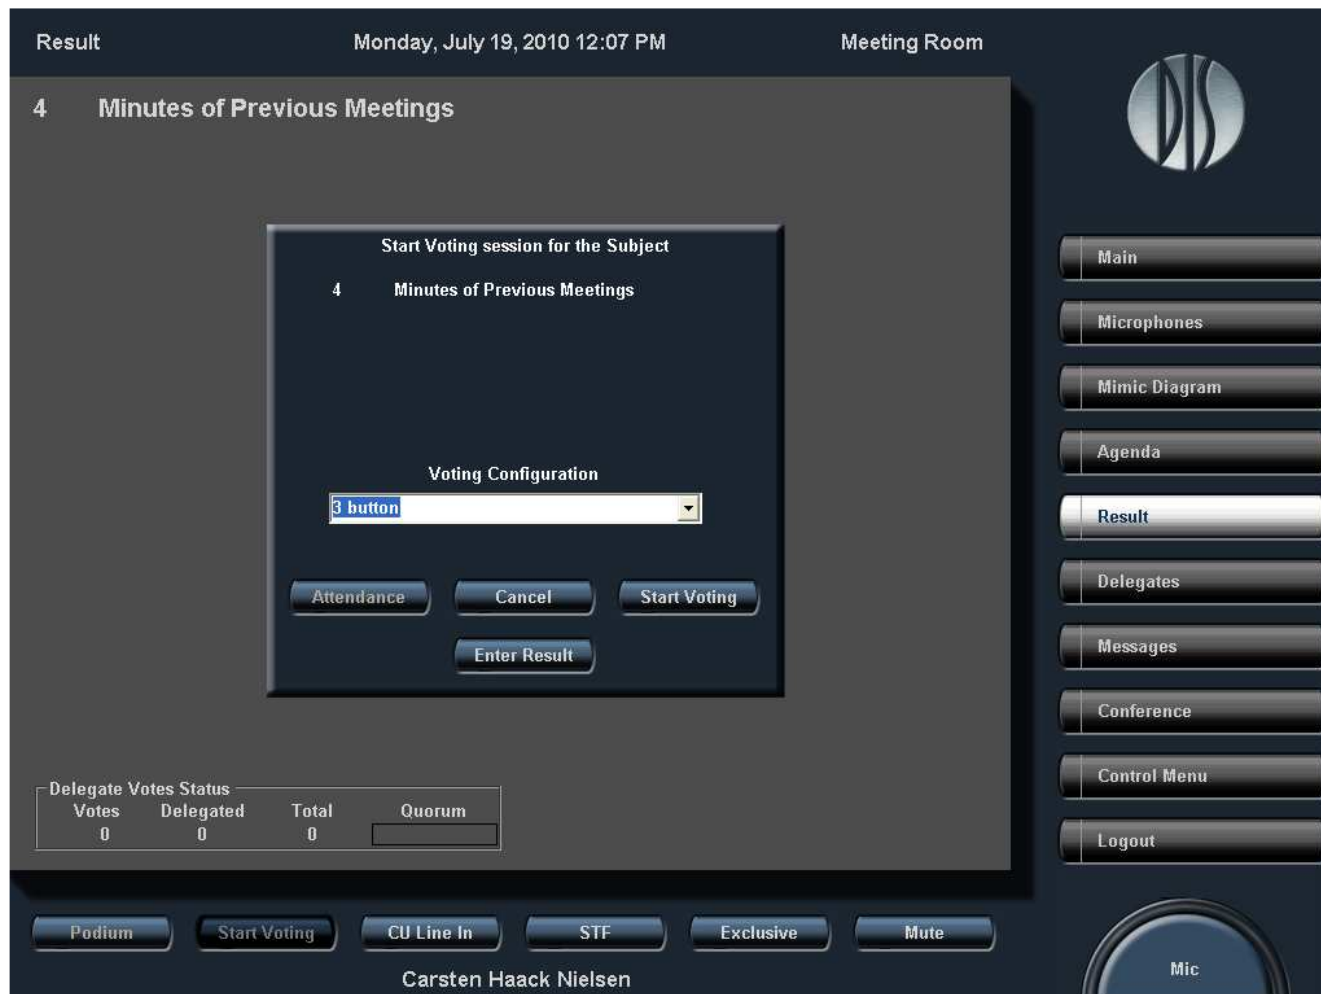 Result Monday, July 19, 2010 12:07 PM Meeting Room
DIS
4 Minutes of Previous Meetings
Start Voting session for the Subject
4 Minutes of Previous Meetings
Voting Configuration
3 button
Attendance Cancel Start Voting
Enter Result
Delegate Votes Status
Votes Delegated Total Quorum
0 0 0
Main
Microphones
Mimic Diagram
Agenda
Result
Delegates
Messages
Conference
Control Menu
Logout
Podium Start Voting CU Line In STF Exclusive Mute
Carsten Haack Nielsen
Mic